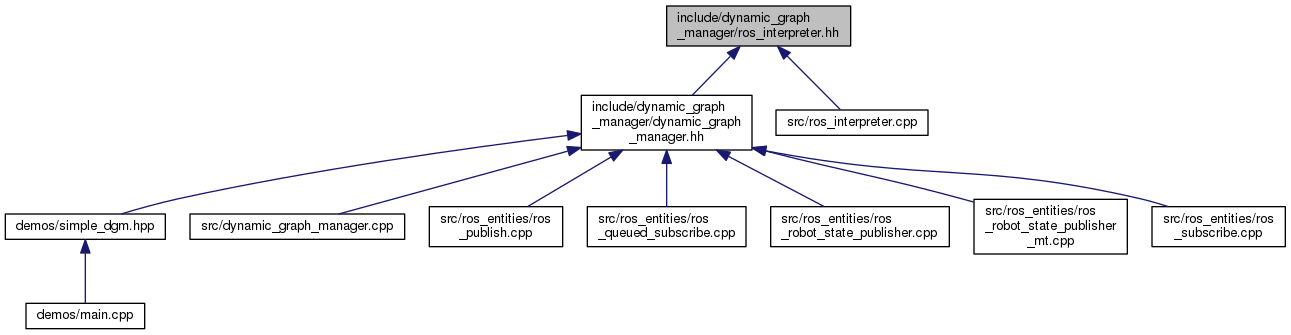 include/dynamic_graph
_manager/ros_interpreter.hh
include/dynamic_graph
_manager/dynamic_graph
_manager.hh
src/ros_interpreter.cpp
demos/simple_dgm.hpp
src/dynamic_graph_manager.cpp
src/ros_entities/ros
_publish.cpp
src/ros_entities/ros
_queued_subscribe.cpp
src/ros_entities/ros
_robot_state_publisher.cpp
src/ros_entities/ros
_robot_state_publisher
_mt.cpp
src/ros_entities/ros
_subscribe.cpp
demos/main.cpp